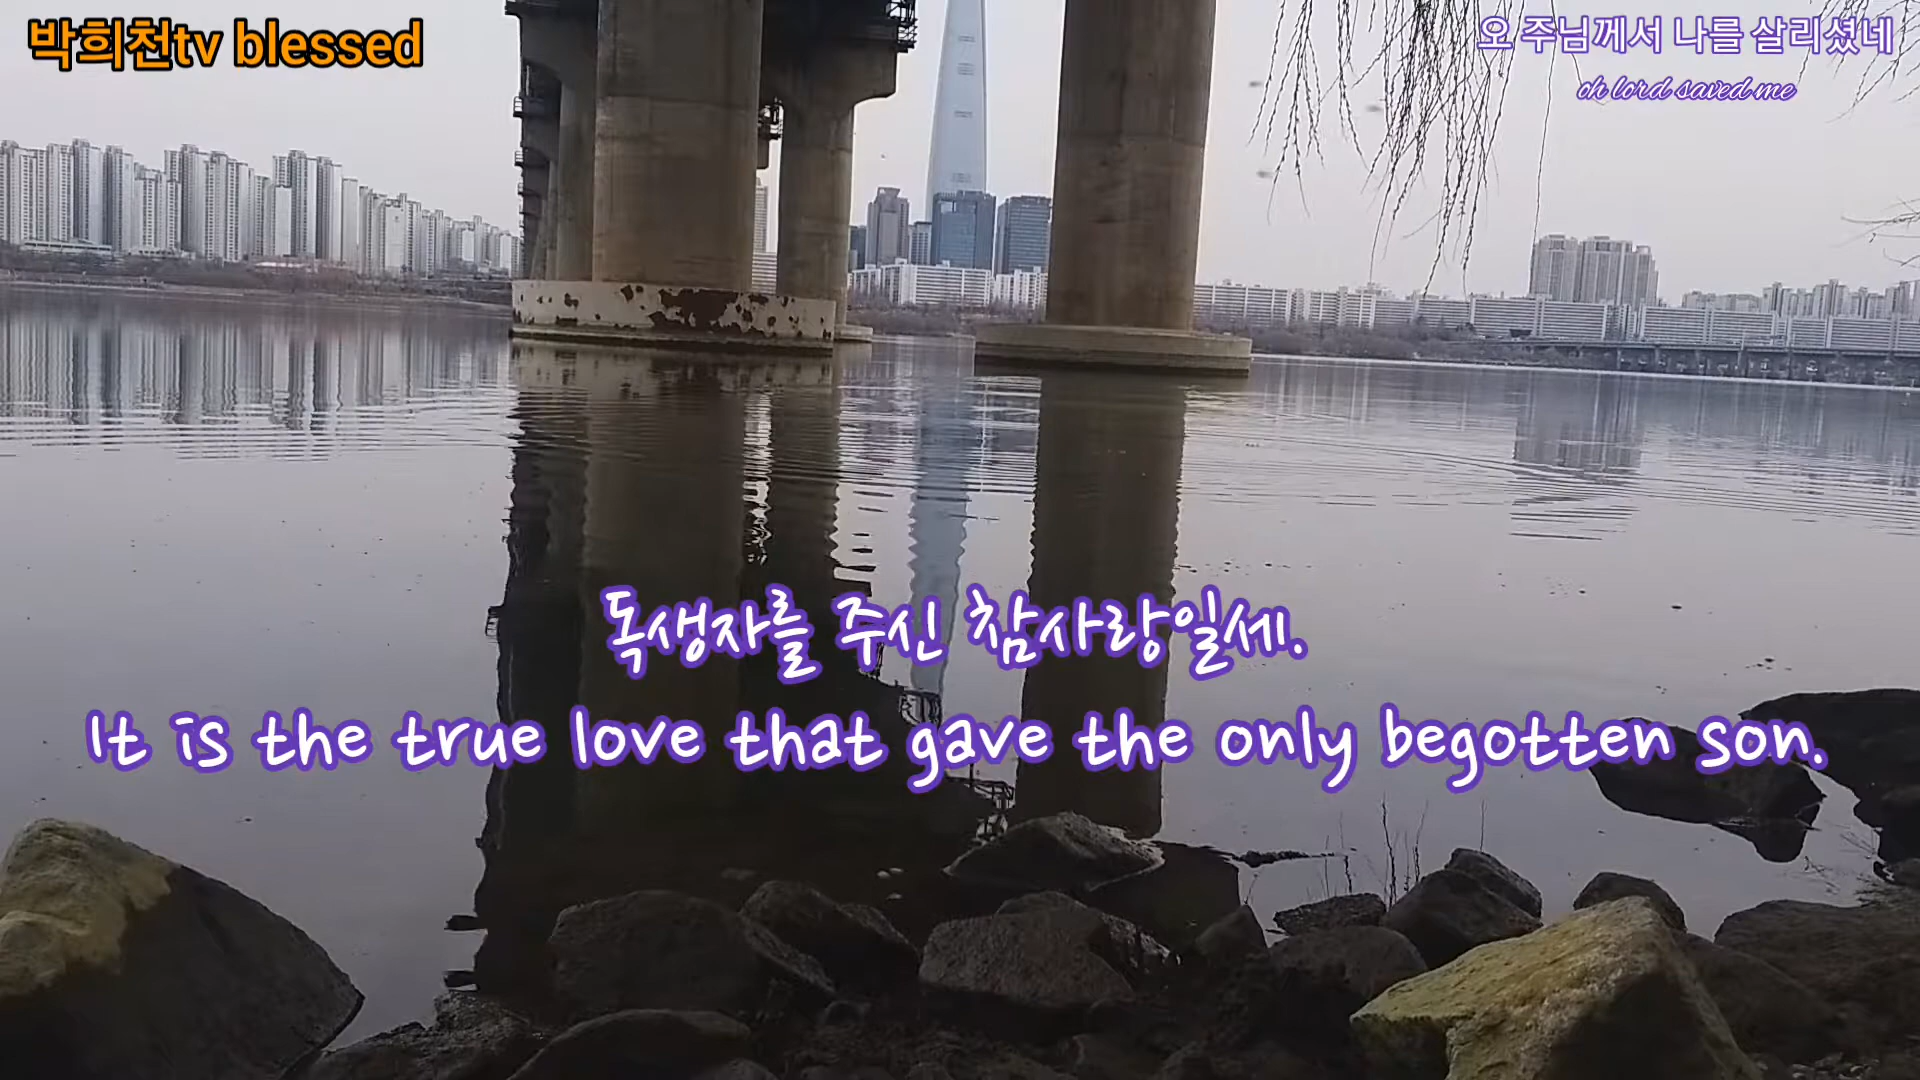 박희천tv blessed
오 주님께서 나를 살리셨네
oh lord saved me
독생자를 주신 참사랑일세.
It is the true love that gave the only begotten son.